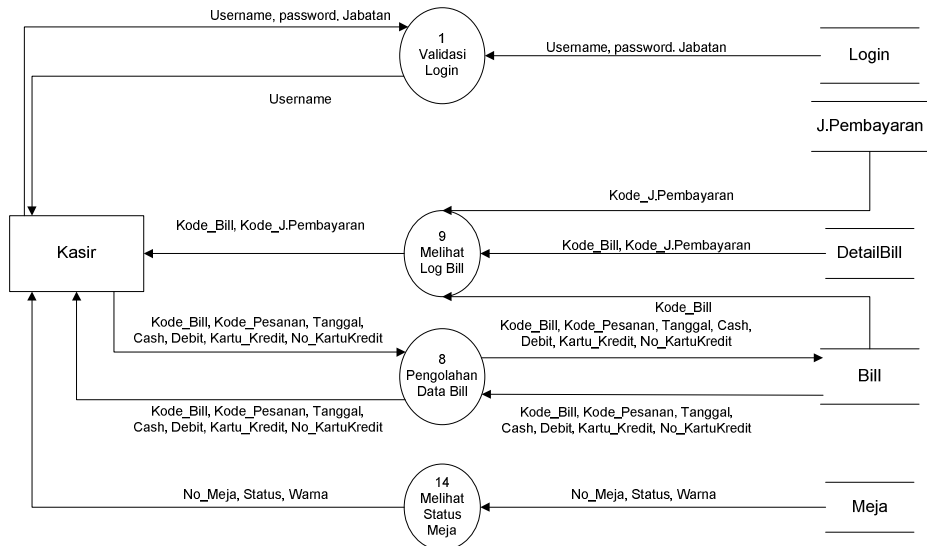 Username, password. Jabatan
1
Validasi
Login
Username, password. Jabatan
Login
Username
J.Pembayaran
Kode_J.Pembayaran
Kasir
Kode_Bill, Kode_J.Pembayaran
9
Melihat
Log Bill
Kode_Bill, Kode_J.Pembayaran
DetailBill
Kode_Bill
Kode_Bill, Kode_Pesanan, Tanggal,
Cash, Debit, Kartu_Kredit, No_KartuKredit
Kode_Bill, Kode_Pesanan, Tanggal, Cash,
Debit, Kartu_Kredit, No_KartuKredit
8
Pengolahan
Data Bill
Bill
Kode_Bill, Kode_Pesanan, Tanggal,
Cash, Debit, Kartu_Kredit, No_KartuKredit
Kode_Bill, Kode_Pesanan, Tanggal,
Cash, Debit, Kartu_Kredit, No_KartuKredit
No_Meja, Status, Warna
14
Melihat
Status
Meja
No_Meja, Status, Warna
Meja